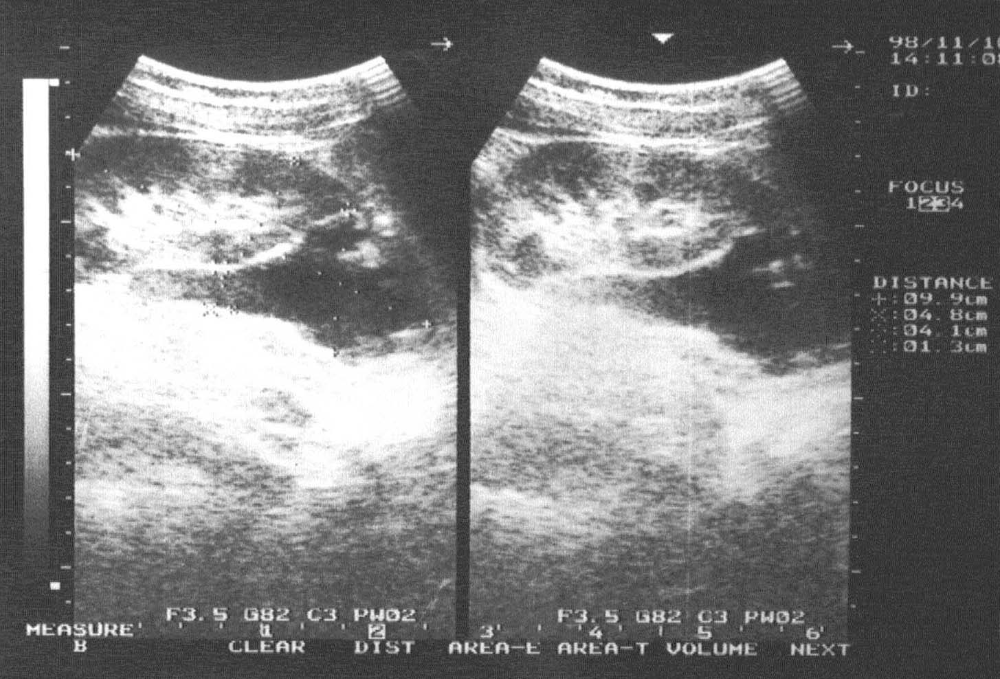 98/11/1
14:11:0
ID:
FOCUS
1234
DISTANCE
+:09.9cm
×:04.8cm
:04.1cm
:01.3cm
F3.5 G82 C3 PW02
F3.5 G82 C3 PW02
MEASURE 1 2 3 4 5 6
B CLEAR DIST AREA-E AREA-T VOLUME NEXT